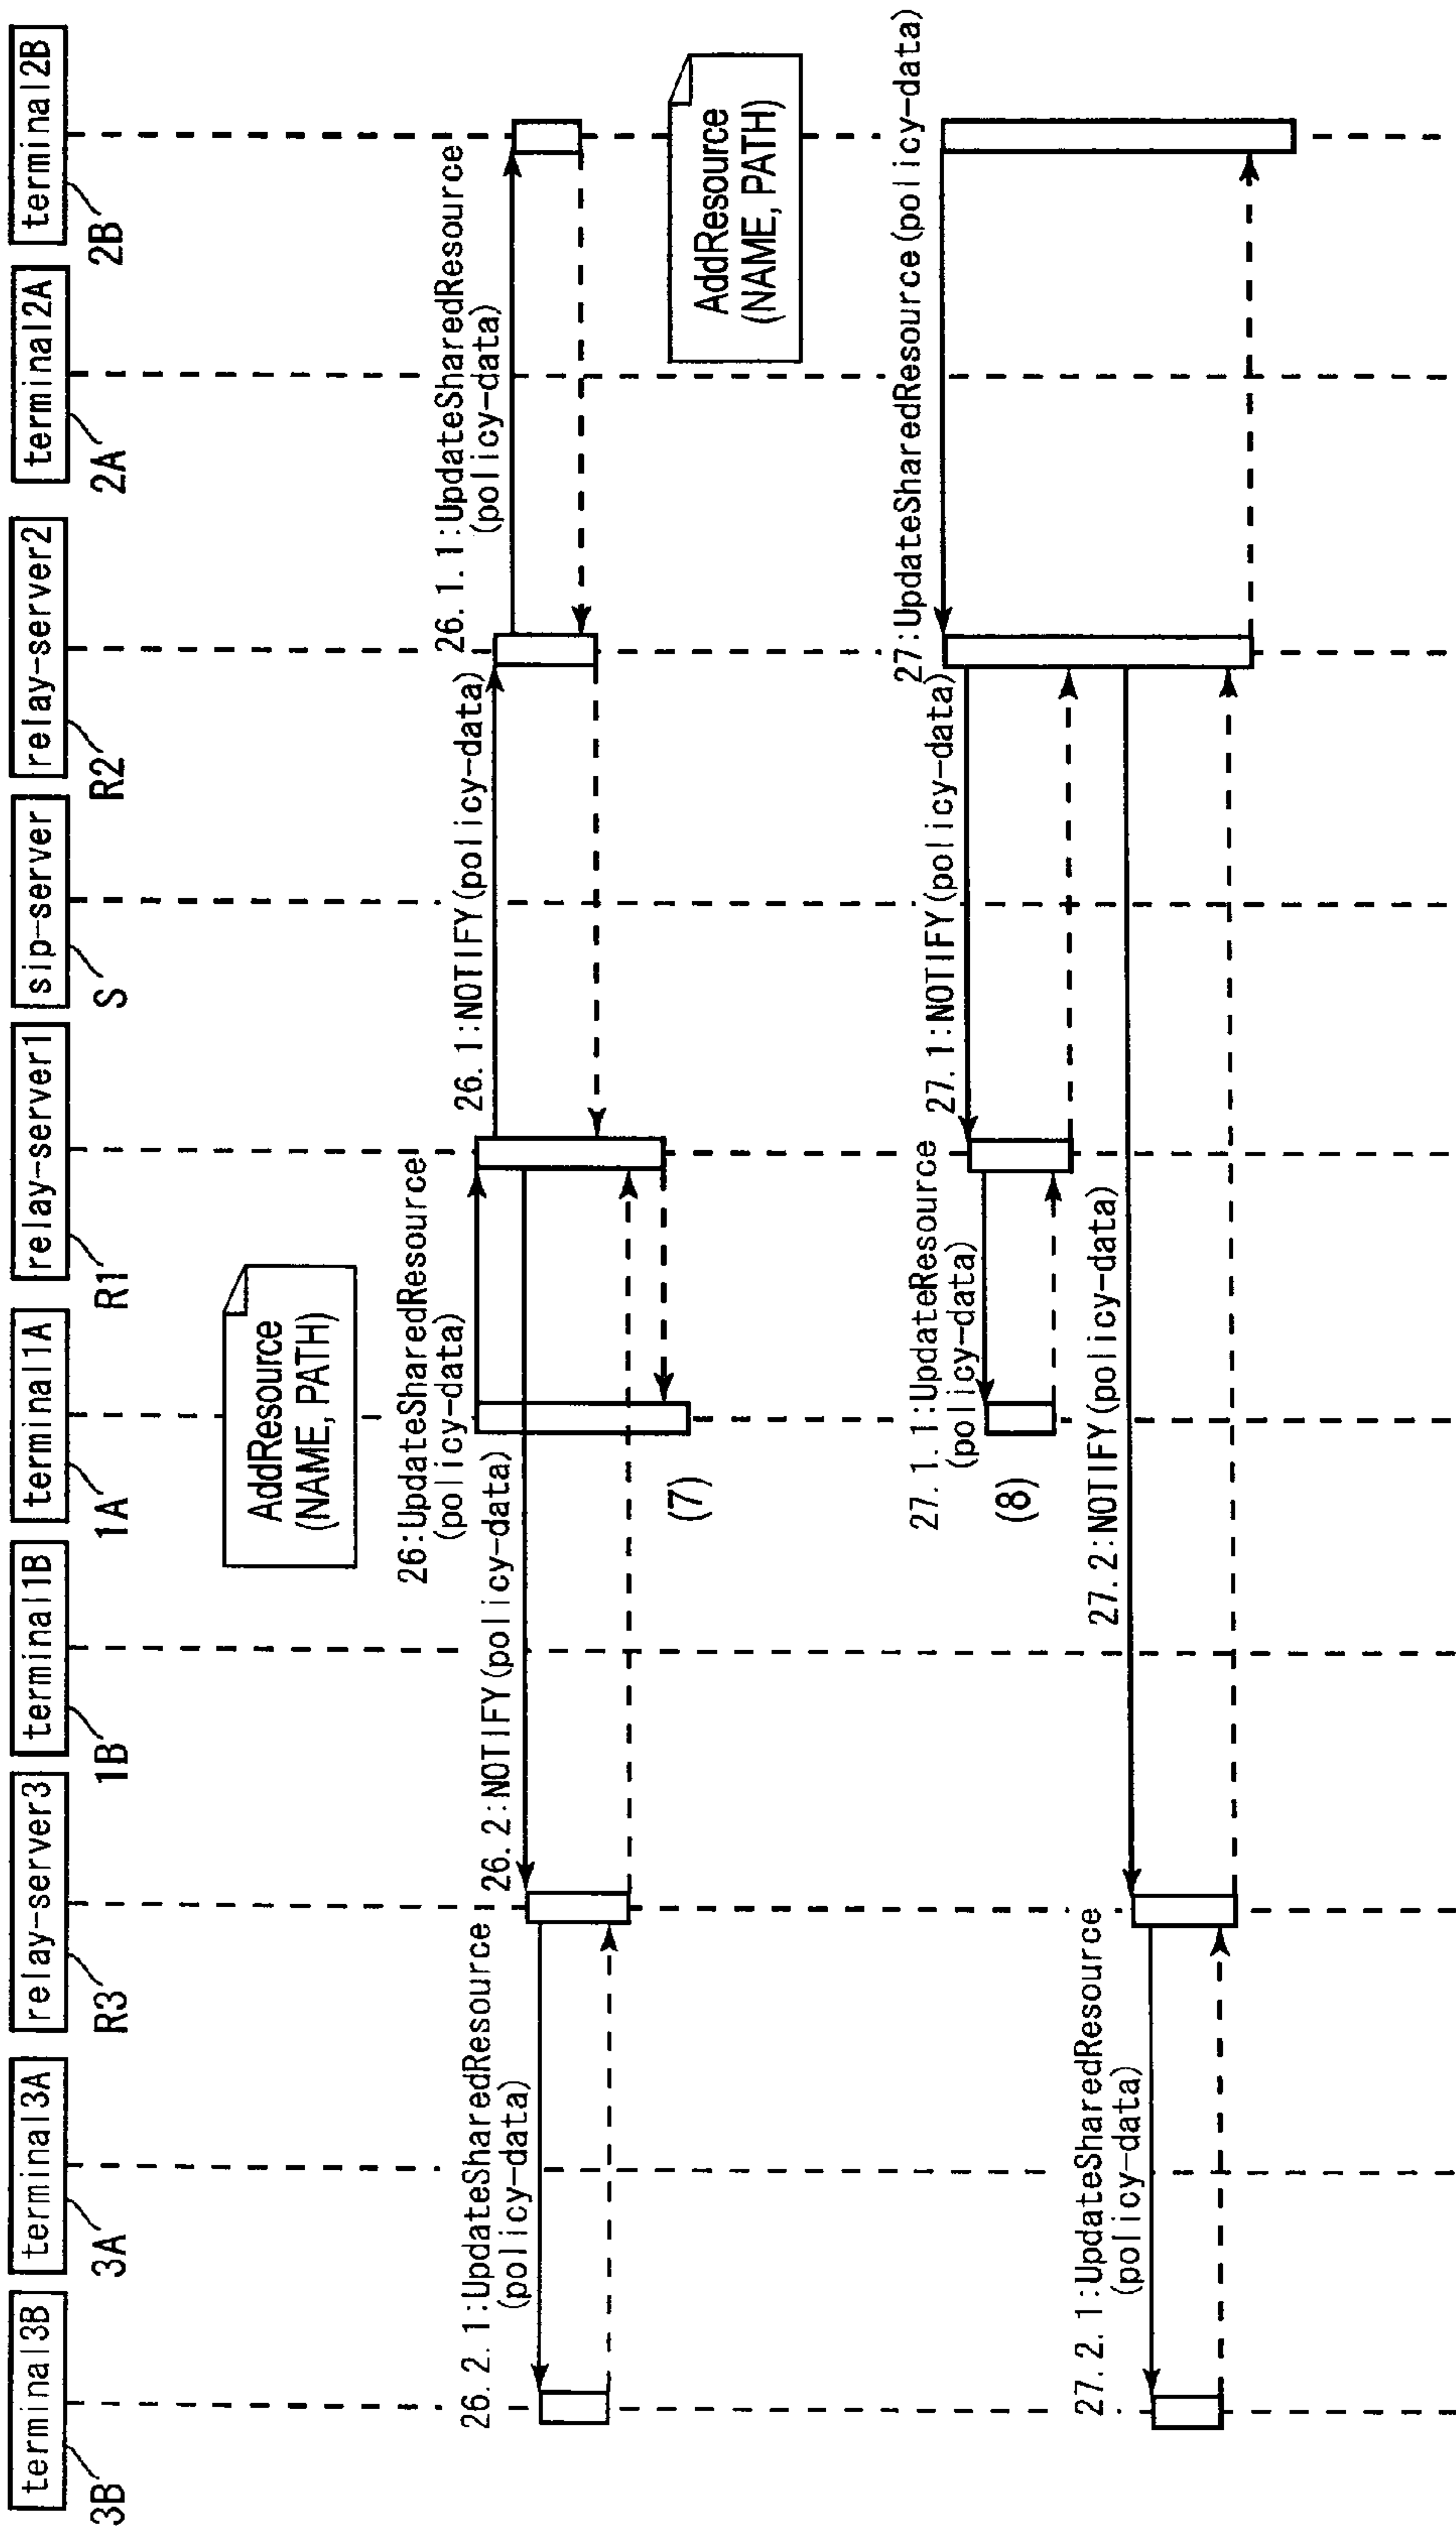 terminal3B
terminal3A
relay-server3
terminal1B
terminal1A
relay-server1
sip-server
relay-server2
terminal2A
terminal2B
3B
3A
R3
1B
1A
R1
S
R2
2A
2B
AddResource
(NAME, PATH)
26:UpdateSharedResource
(policy-data)
26.1:NOTIFY(policy-data)
26.1.1:UpdateSharedResource
(policy-data)
26.2:NOTIFY(policy-data)
26.2.1:UpdateSharedResource
(policy-data)
(7)
AddResource
(NAME, PATH)
27:UpdateSharedResource(policy-data)
27.1:NOTIFY(policy-data)
27.1.1:UpdateResource
(policy-data)
(8)
27.2:NOTIFY(policy-data)
27.2.1:UpdateSharedResource
(policy-data)